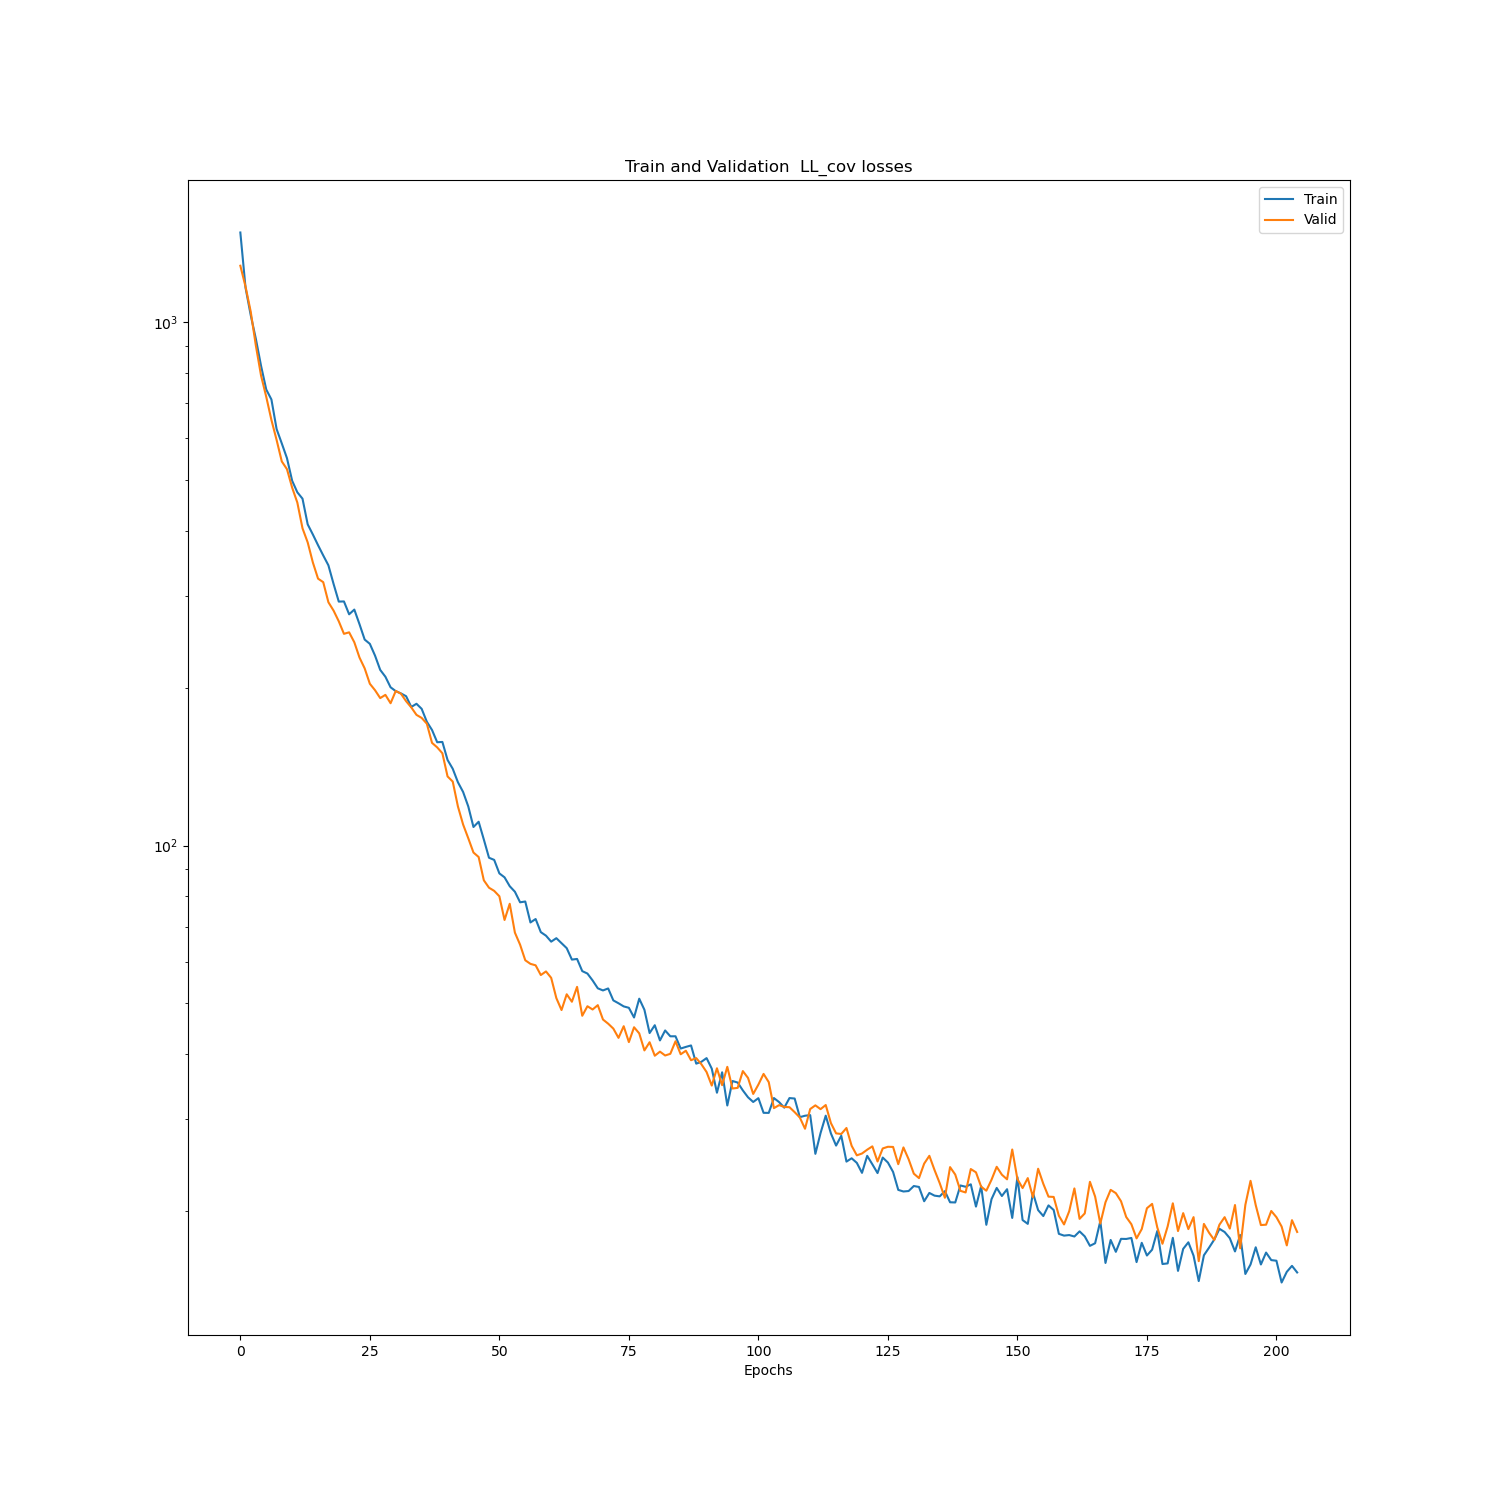 Train and Validation  LL_cov losses
Train
Valid
10³
10²
0 25 50 75 100 125 150 175 200
Epochs